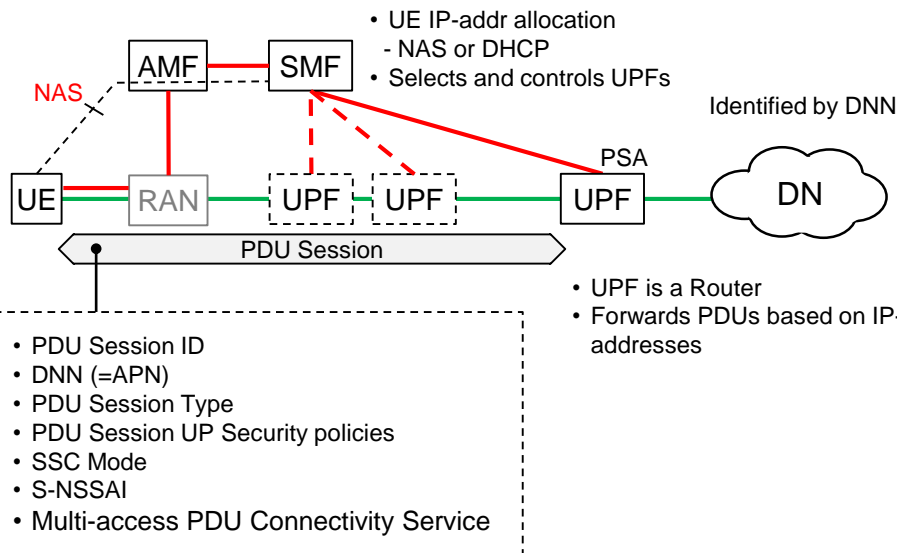 • UE IP-addr allocation
- NAS or DHCP
• Selects and controls UPFs
AMF
SMF
NAS
Identified by DNN
PSA
UE
RAN
UPF
UPF
UPF
DN
PDU Session
• UPF is a Router
• Forwards PDUs based on IP-
addresses
• PDU Session ID
• DNN (=APN)
• PDU Session Type
• PDU Session UP Security policies
• SSC Mode
• S-NSSAI
• Multi-access PDU Connectivity Service